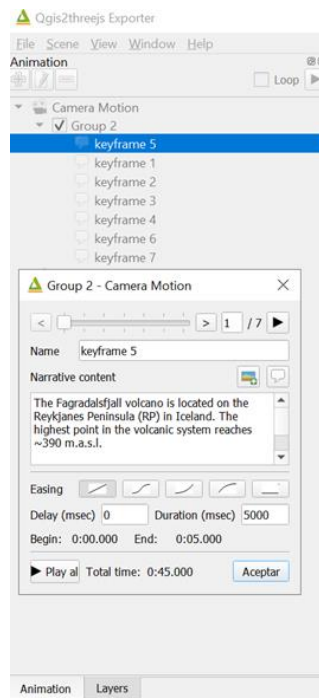 Qgis2threejs Exporter
File Scene View Window Help
Animation
Loop
Camera Motion
Group 2
keyframe 5
keyframe 1
keyframe 2
keyframe 3
keyframe 4
keyframe 6
keyframe 7
Group 2 - Camera Motion
< > 1 / 7
Name keyframe 5
Narrative content
The Fagradalsfjall volcano is located on the
Reykjanes Peninsula (RP) in Iceland. The
highest point in the volcanic system reaches
~390 m.a.s.l.
Easing
Delay (msec) 0 Duration (msec) 5000
Begin: 0:00.000 End: 0:05.000
Play al Total time: 0:45.000 Aceptar
Animation Layers